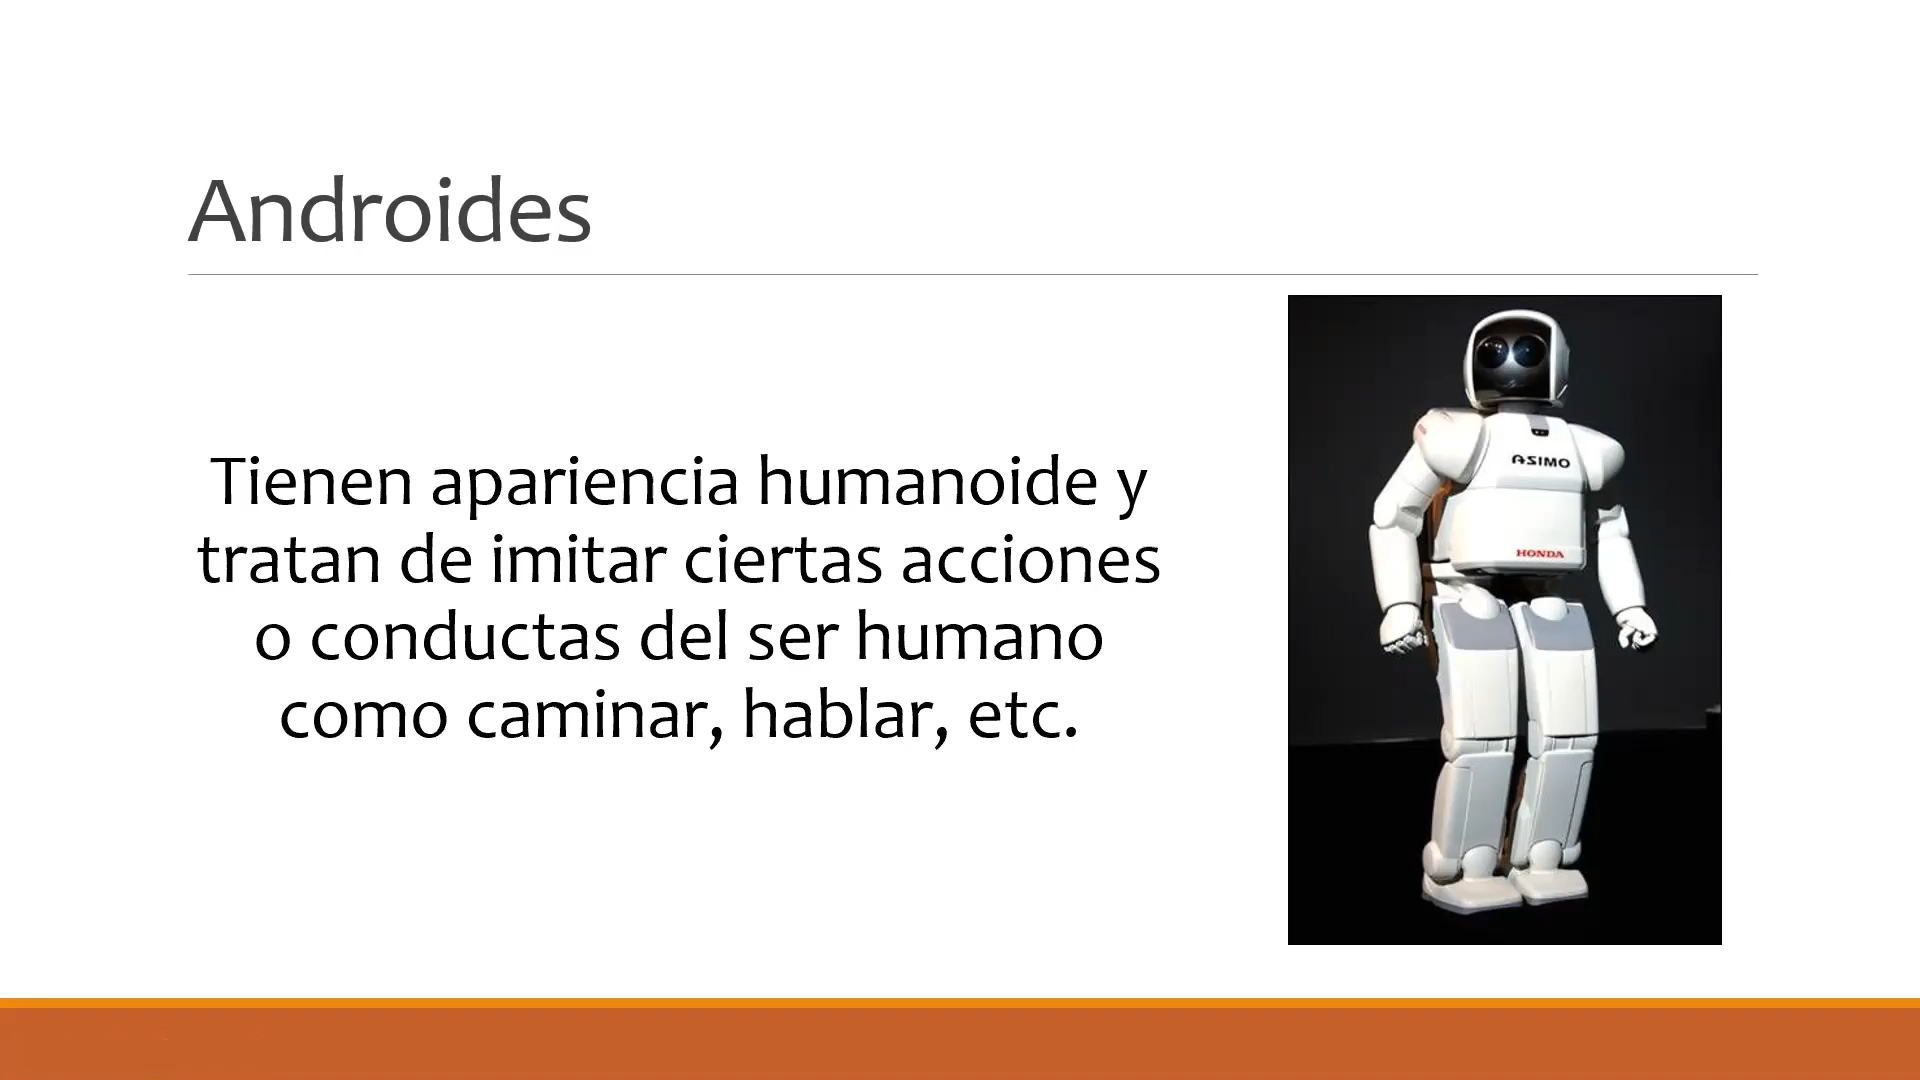 Androides
Tienen apariencia humanoide y
tratan de imitar ciertas acciones
o conductas del ser humano
como caminar, hablar, etc.
ASIMO
HONDA